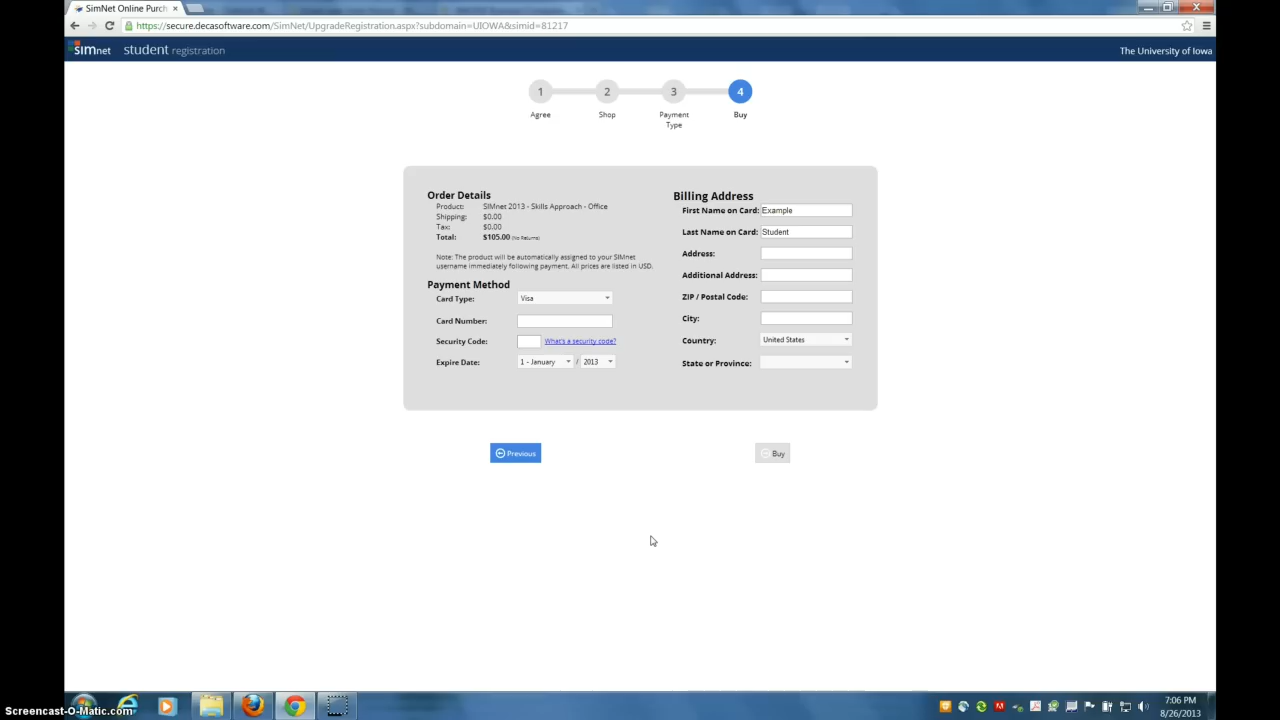 SimNet Online Purch
https://secure.decasoftware.com/SimNet/UpgradeRegistration.aspx?subdomain=UIOWA&simid=81217
simnet student registration
The University of Iowa
1 2 3 4
Agree Shop Payment Type Buy
Order Details
Product: SIMnet 2013 - Skills Approach - Office
Shipping: $0.00
Tax: $0.00
Total: $105.00 (No Returns)
Note: The product will be automatically assigned to your SIMnet
username immediately following payment. All prices are listed in USD.
Payment Method
Card Type: Visa
Card Number:
Security Code: What's a security code?
Expire Date: 1 - January / 2013
Billing Address
First Name on Card: Example
Last Name on Card: Student
Address:
Additional Address:
ZIP / Postal Code:
City:
Country: United States
State or Province:
Previous
Buy
Screencast-O-Matic.com
7:06 PM
8/26/2013